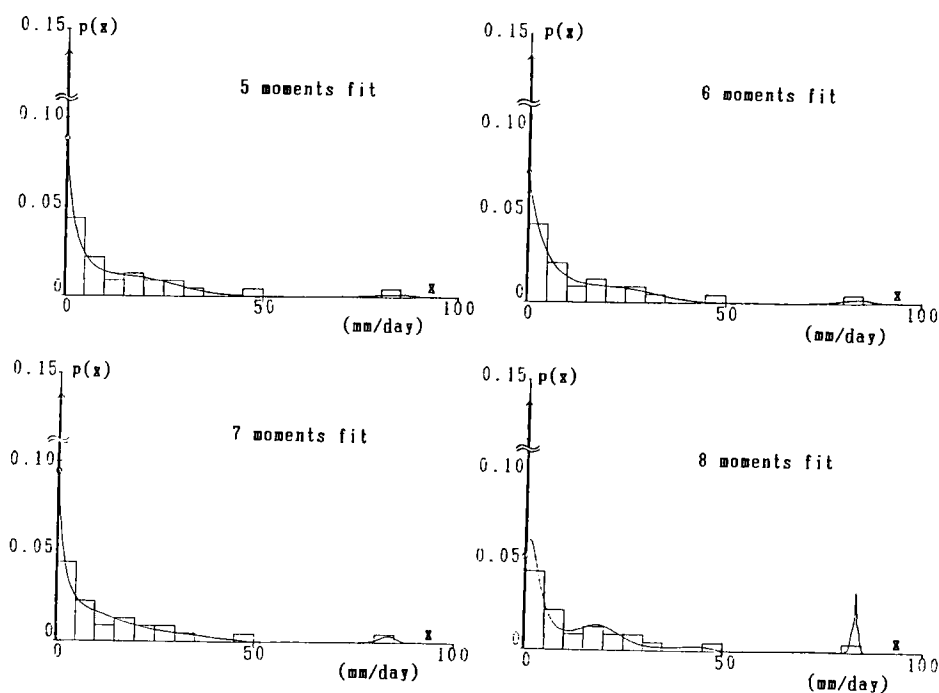 0.15 p(x)
5 moments fit
0.10
0.05
0
0 50 x 100
(mm/day)
0.15 p(x)
6 moments fit
0.10
0.05
0
0 50 x 100
(mm/day)
0.15 p(x)
7 moments fit
0.10
0.05
0
0 50 x 100
(mm/day)
0.15 p(x)
8 moments fit
0.10
0.05
0
0 50 x 100
(mm/day)